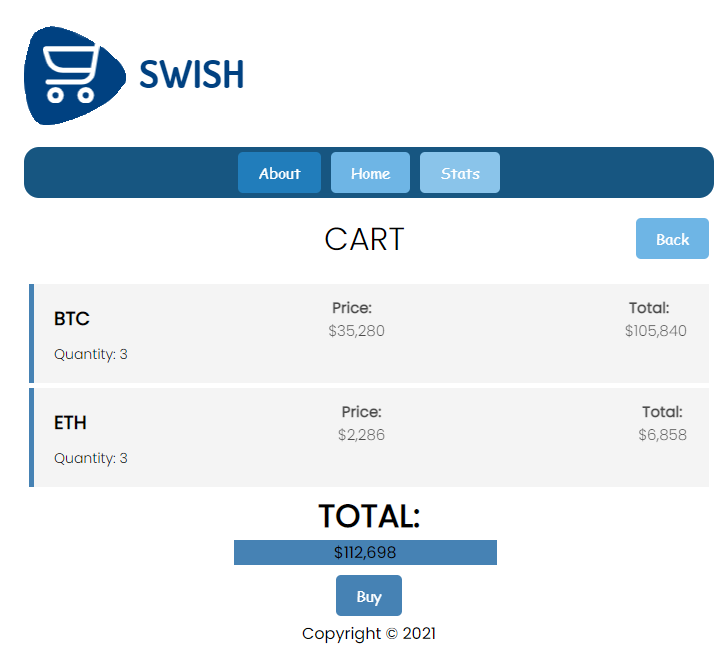 SWISH
About Home Stats
CART
Back
BTC
Quantity: 3
Price:
$35,280
Total:
$105,840
ETH
Quantity: 3
Price:
$2,286
Total:
$6,858
TOTAL:
$112,698
Buy
Copyright © 2021